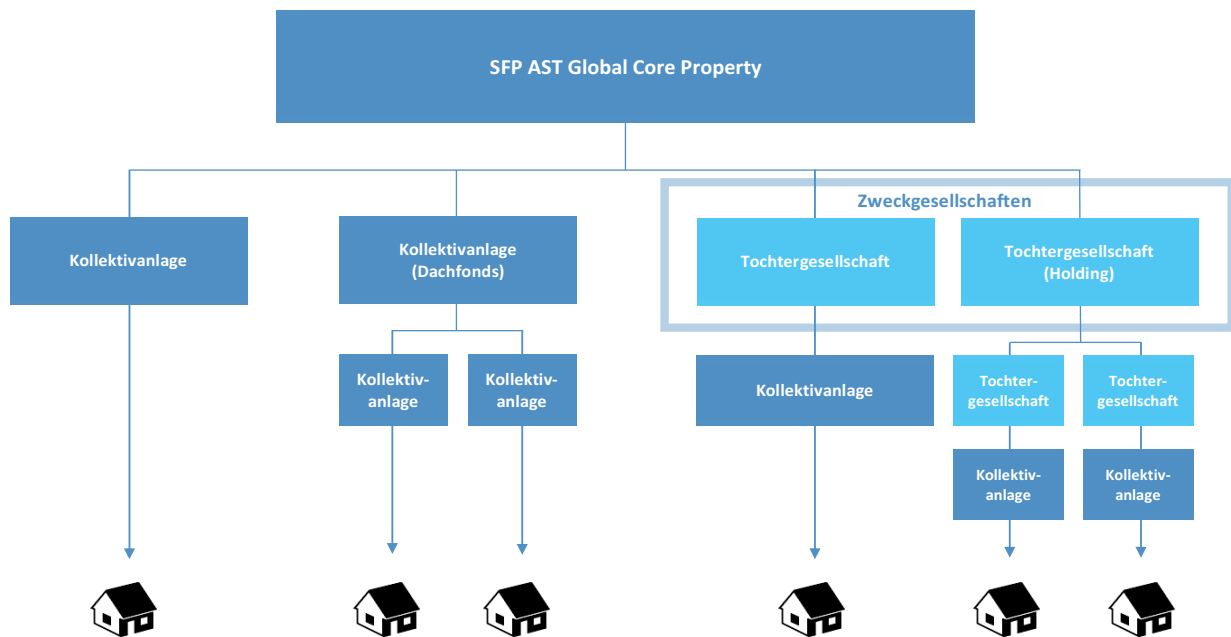 SFP AST Global Core Property
Zweckgesellschaften
Kollektivanlage
Kollektivanlage
(Dachfonds)
Tochtergesellschaft
Tochtergesellschaft
(Holding)
Kollektiv-
anlage
Kollektiv-
anlage
Kollektivanlage
Tochter-
gesellschaft
Tochter-
gesellschaft
Kollektiv-
anlage
Kollektiv-
anlage